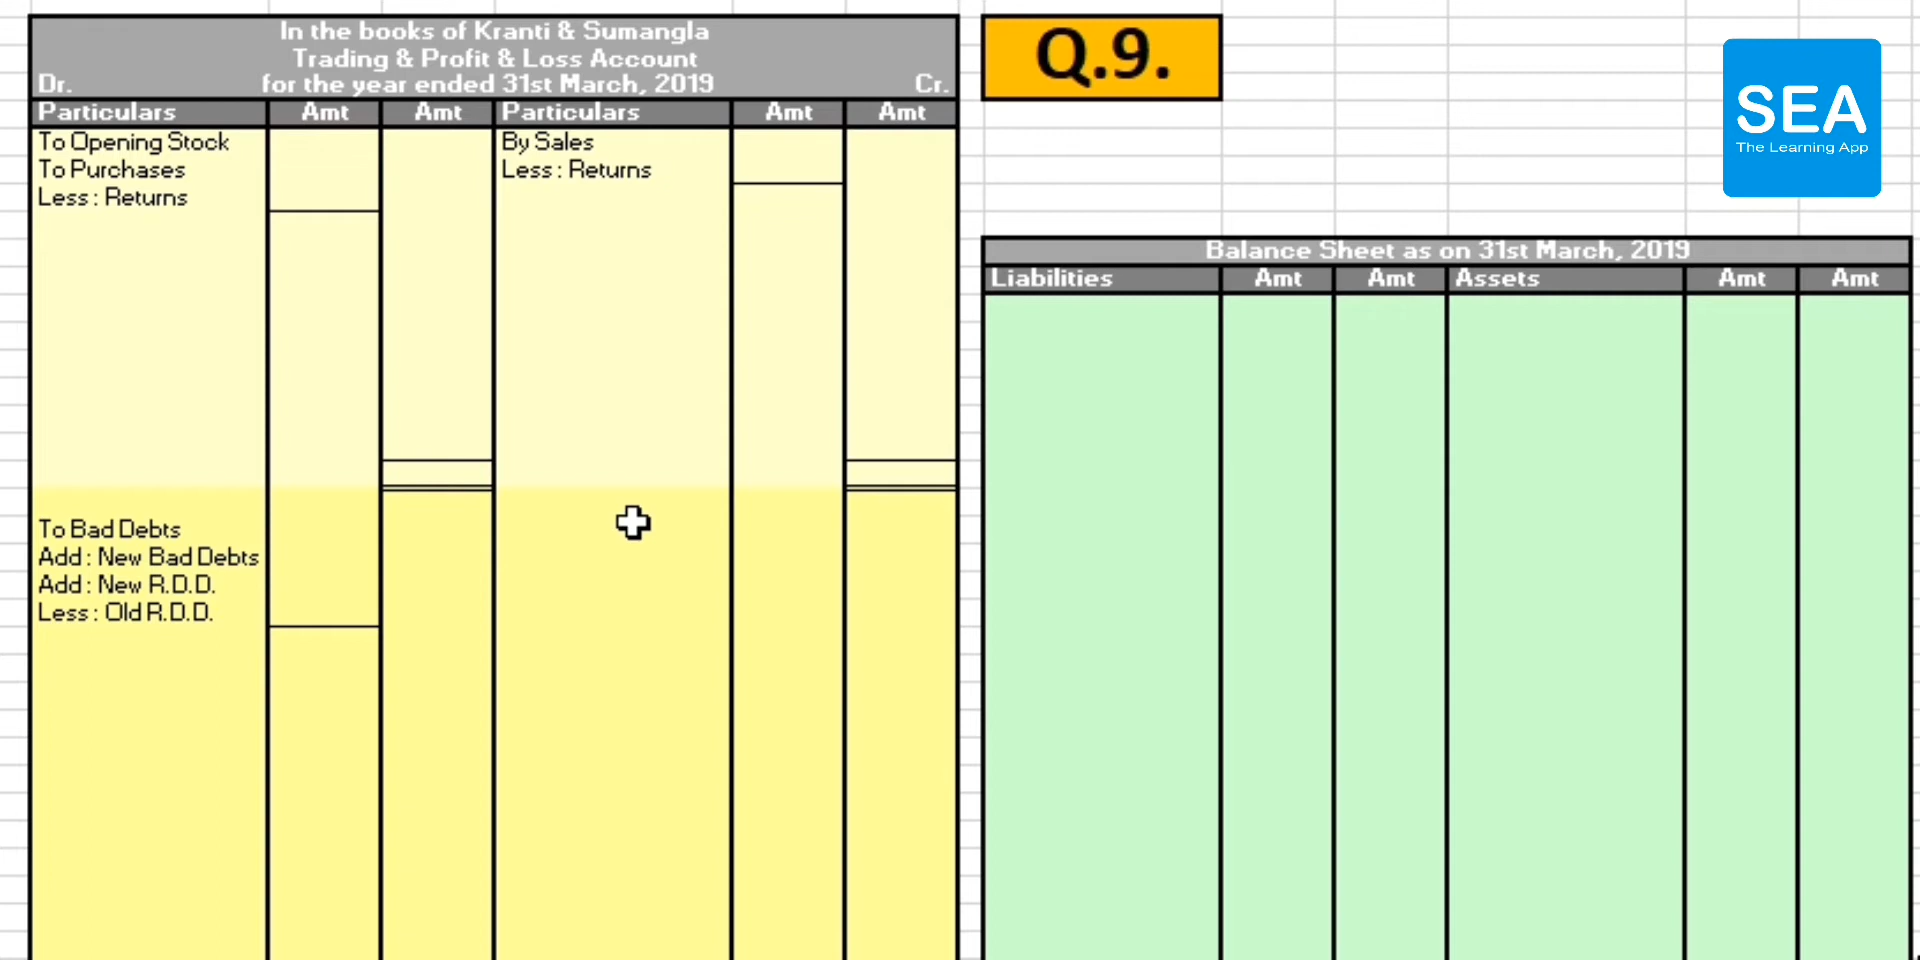 In the books of Kranti & Sumangla
Trading & Profit & Loss Account
Dr. for the year ended 31st March, 2019 Cr.
Particulars Amt Amt Particulars Amt Amt
To Opening Stock By Sales
To Purchases Less : Returns
Less : Returns
To Bad Debts
Add : New Bad Debts
Add : New R.D.D.
Less : Old R.D.D.
Q.9.
SEA
The Learning App
Balance Sheet as on 31st March, 2019
Liabilities Amt Amt Assets Amt Amt